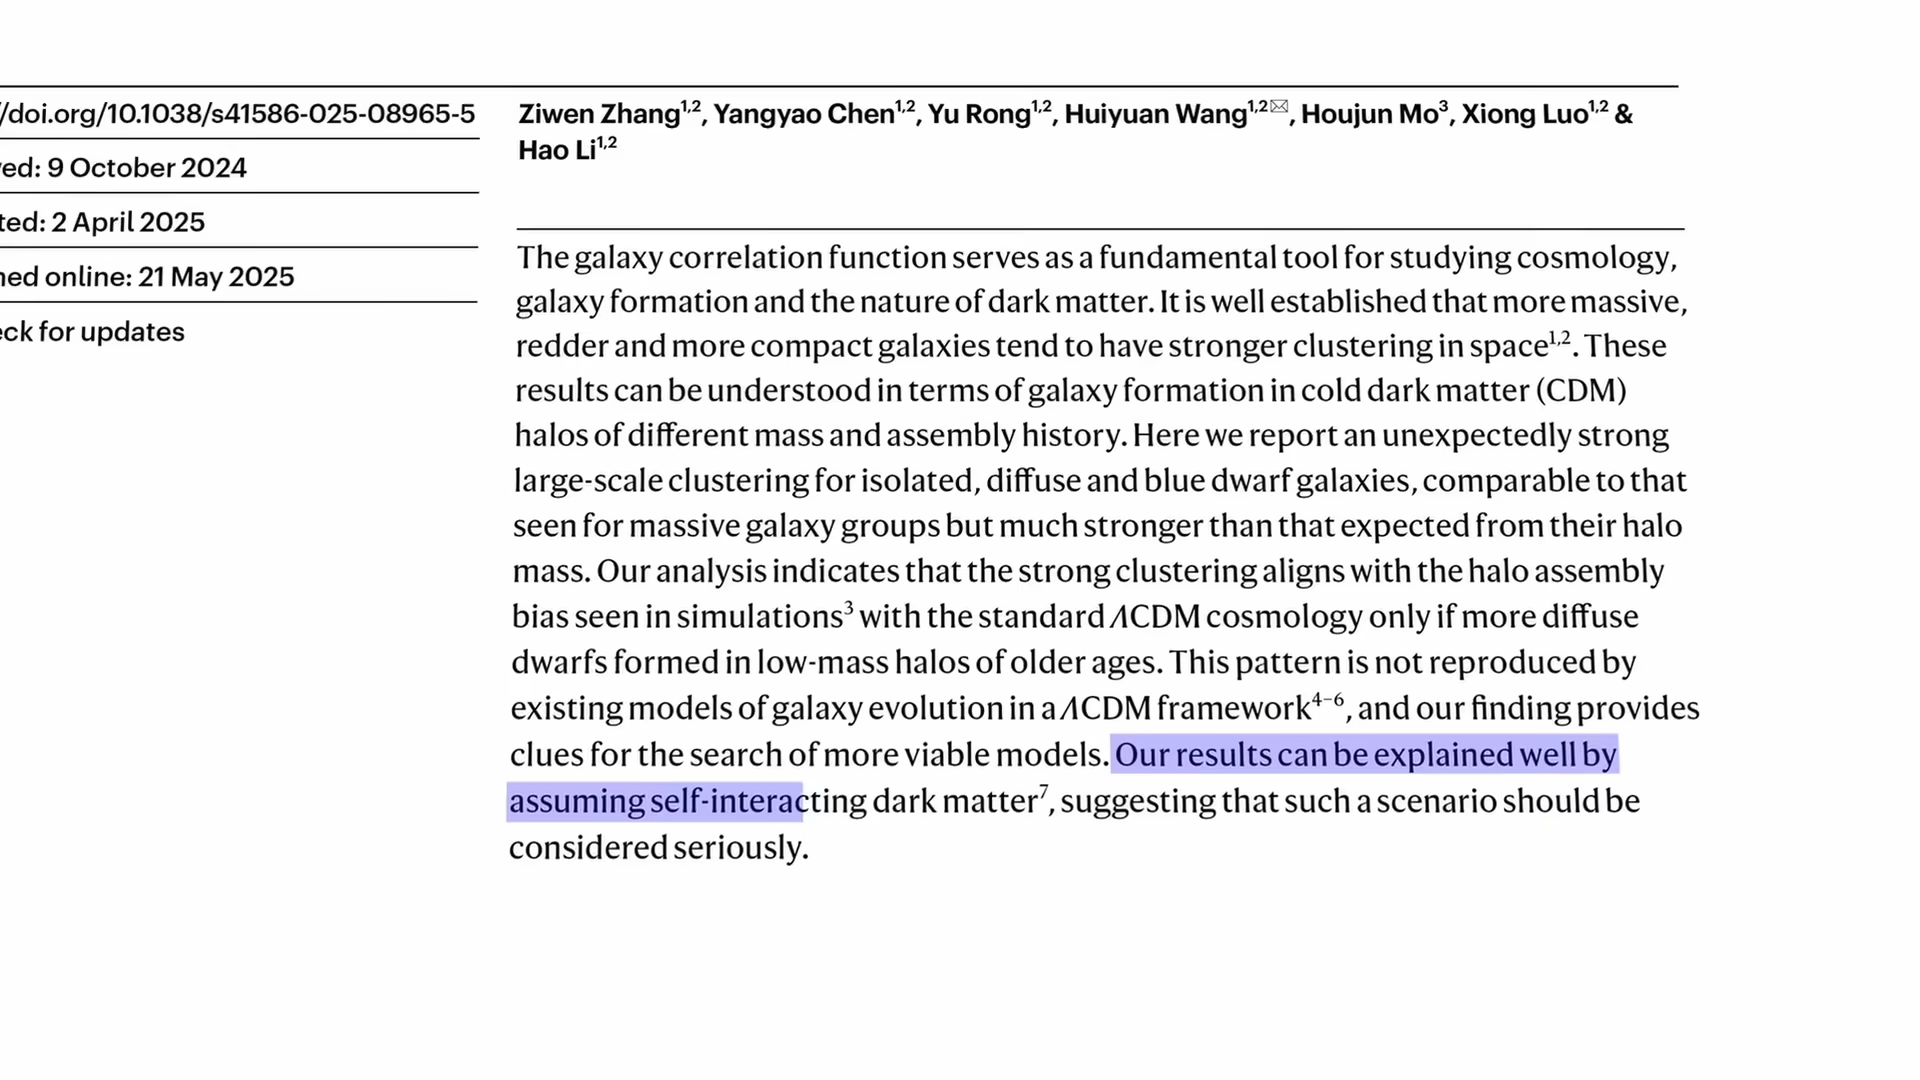 /doi.org/10.1038/s41586-025-08965-5
ed: 9 October 2024
ted: 2 April 2025
ned online: 21 May 2025
eck for updates
Ziwen Zhang1,2, Yangyao Chen1,2, Yu Rong1,2, Huiyuan Wang1,2✉, Houjun Mo3, Xiong Luo1,2 &
Hao Li1,2
The galaxy correlation function serves as a fundamental tool for studying cosmology,
galaxy formation and the nature of dark matter. It is well established that more massive,
redder and more compact galaxies tend to have stronger clustering in space1,2. These
results can be understood in terms of galaxy formation in cold dark matter (CDM)
halos of different mass and assembly history. Here we report an unexpectedly strong
large-scale clustering for isolated, diffuse and blue dwarf galaxies, comparable to that
seen for massive galaxy groups but much stronger than that expected from their halo
mass. Our analysis indicates that the strong clustering aligns with the halo assembly
bias seen in simulations3 with the standard ΛCDM cosmology only if more diffuse
dwarfs formed in low-mass halos of older ages. This pattern is not reproduced by
existing models of galaxy evolution in a ΛCDM framework4–6, and our finding provides
clues for the search of more viable models. Our results can be explained well by
assuming self-interacting dark matter7, suggesting that such a scenario should be
considered seriously.